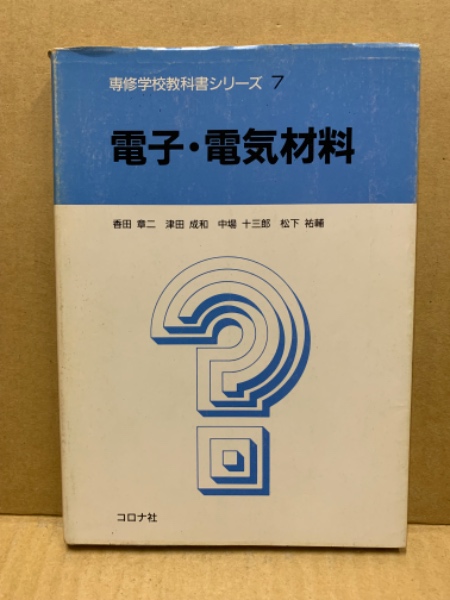 専修学校教科書シリーズ 7
電子・電気材料
香田 章二 津田 成和 中場 十三郎 松下 祐輔
コロナ社